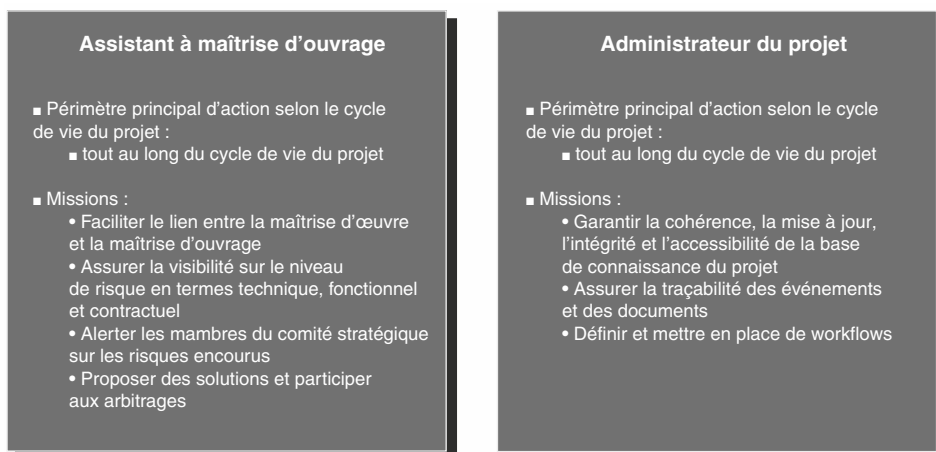 Assistant à maîtrise d'ouvrage
■ Périmètre principal d'action selon le cycle
de vie du projet :
■ tout au long du cycle de vie du projet
■ Missions :
• Faciliter le lien entre la maîtrise d'œuvre
et la maîtrise d'ouvrage
• Assurer la visibilité sur le niveau
de risque en termes technique, fonctionnel
et contractuel
• Alerter les mambres du comité stratégique
sur les risques encourus
• Proposer des solutions et participer
aux arbitrages
Administrateur du projet
■ Périmètre principal d'action selon le cycle
de vie du projet :
■ tout au long du cycle de vie du projet
■ Missions :
• Garantir la cohérence, la mise à jour,
l'intégrité et l'accessibilité de la base
de connaissance du projet
• Assurer la traçabilité des événements
et des documents
• Définir et mettre en place de workflows